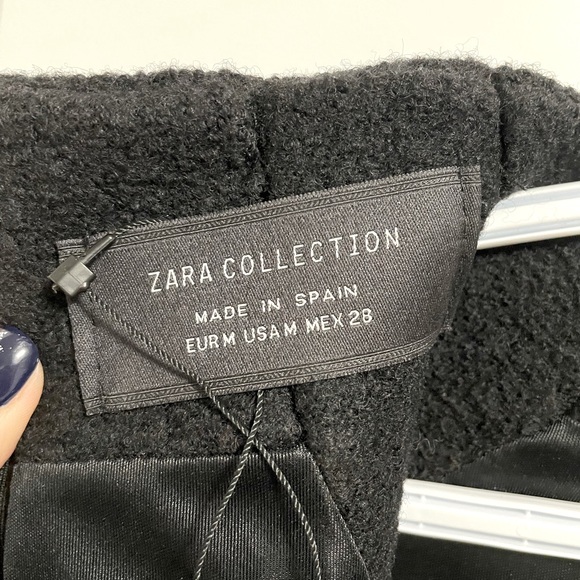 ZARA COLLECTION
MADE IN SPAIN
EUR M USA M MEX 28